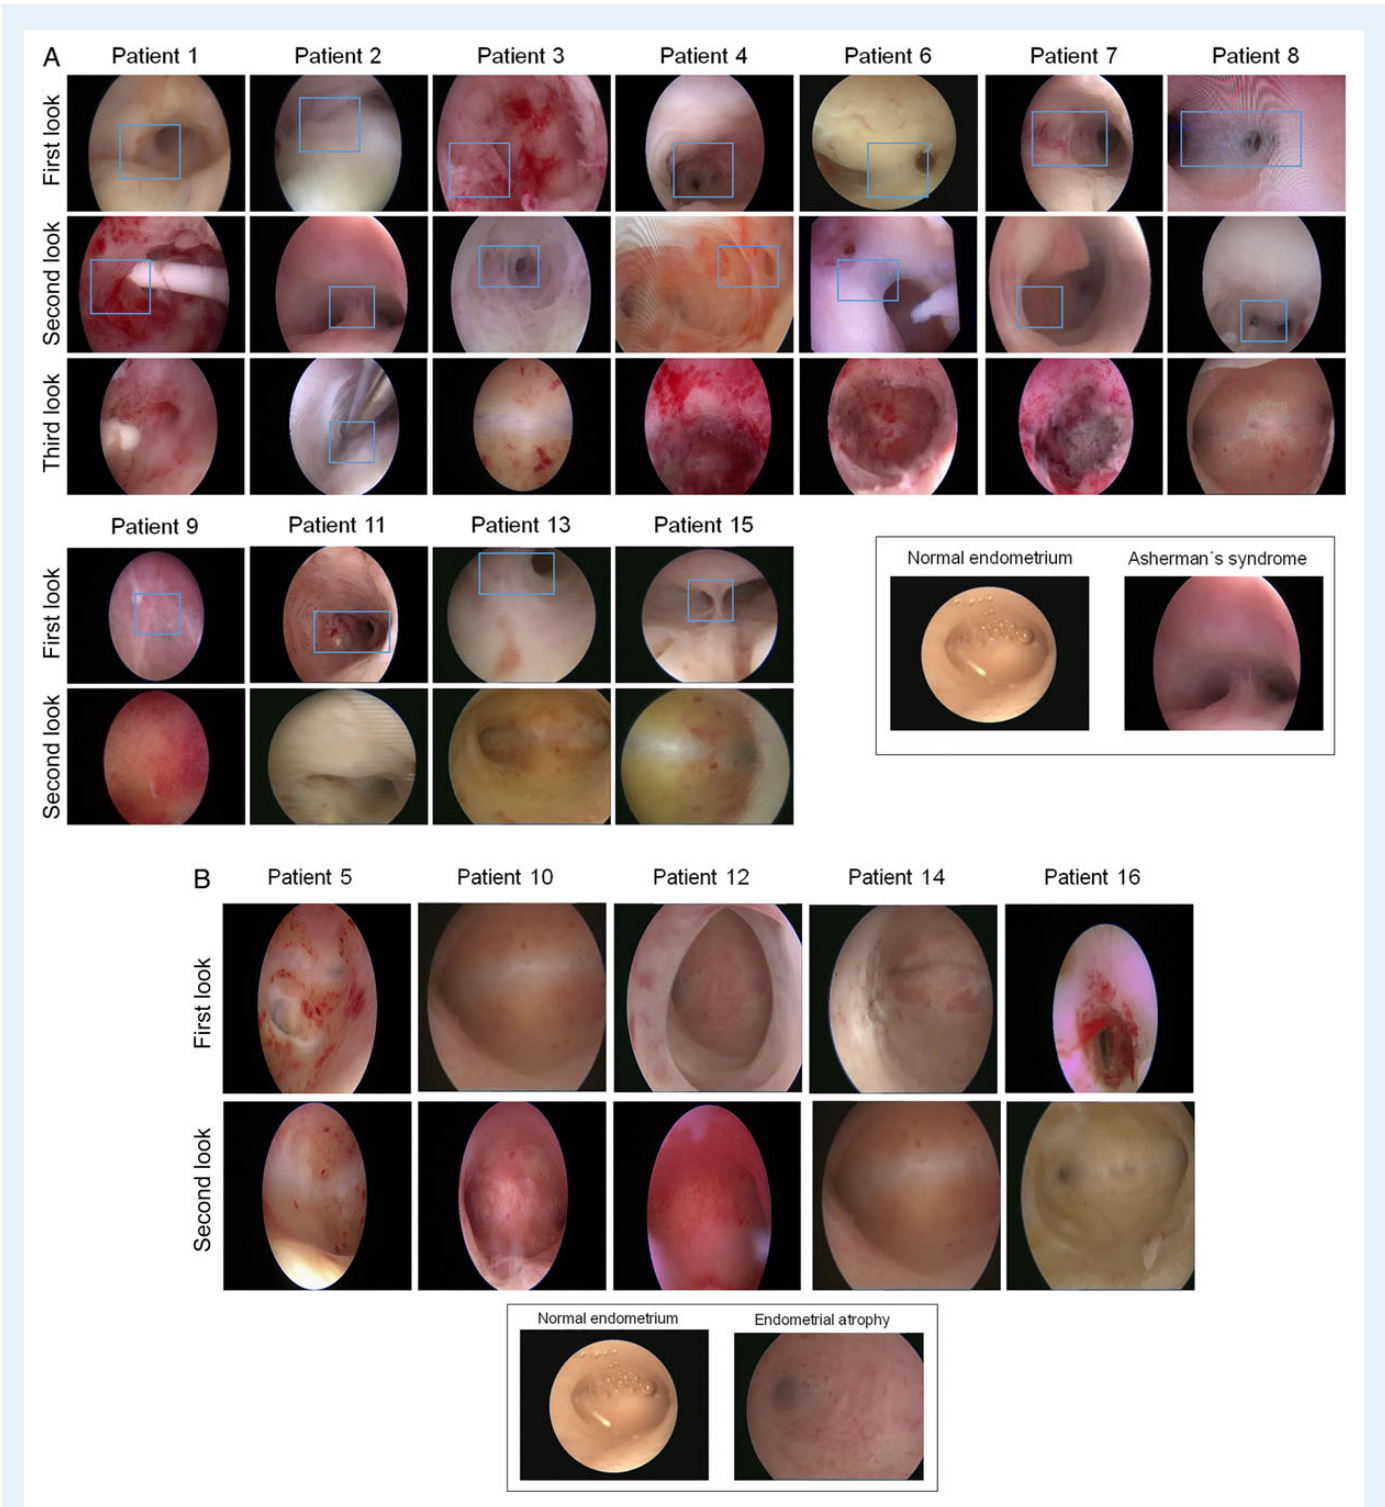 A
Patient 1 Patient 2 Patient 3 Patient 4 Patient 6 Patient 7 Patient 8
First look
Second look
Third look
Patient 9 Patient 11 Patient 13 Patient 15
First look
Second look
Normal endometrium Asherman´s syndrome
B
Patient 5 Patient 10 Patient 12 Patient 14 Patient 16
First look
Second look
Normal endometrium Endometrial atrophy